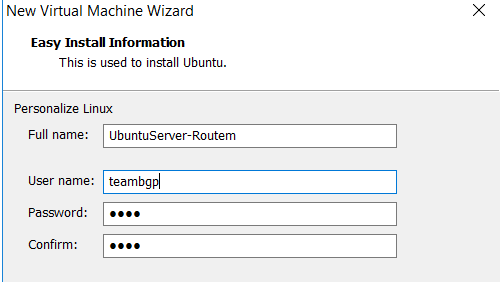 New Virtual Machine Wizard
Easy Install Information
This is used to install Ubuntu.
Personalize Linux
Full name: UbuntuServer-Routem
User name: teambgp
Password: ●●●●
Confirm: ●●●●